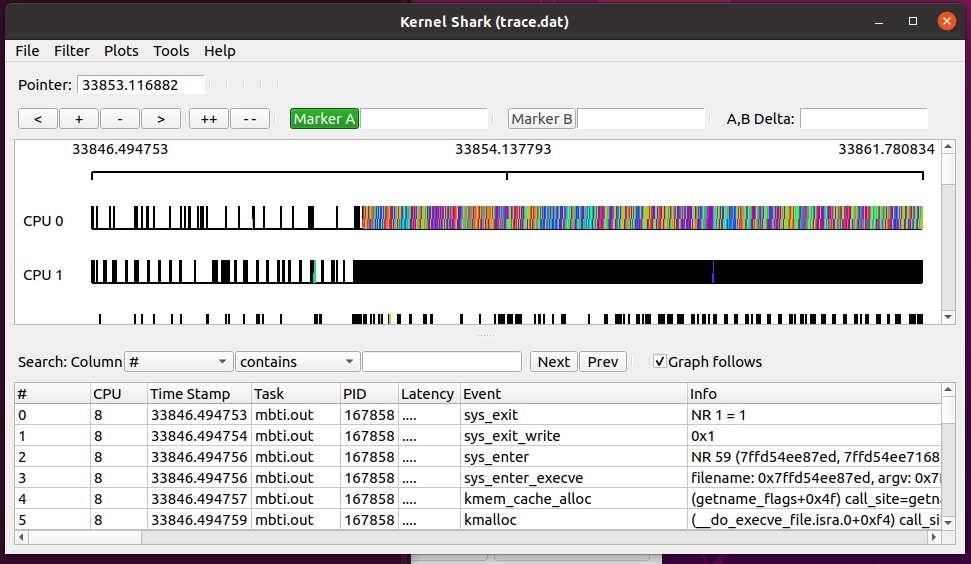 Kernel Shark (trace.dat)
File Filter Plots Tools Help
Pointer: 33853.116882
< + - > ++ -- Marker A Marker B A,B Delta:
33846.494753 33854.137793 33861.780834
CPU 0
CPU 1
Search: Column # contains Next Prev Graph follows
# CPU Time Stamp Task PID Latency Event Info
0 8 33846.494753 mbti.out 167858 .... sys_exit NR 1 = 1
1 8 33846.494754 mbti.out 167858 .... sys_exit_write 0x1
2 8 33846.494756 mbti.out 167858 .... sys_enter NR 59 (7ffd54ee87ed, 7ffd54ee7168
3 8 33846.494756 mbti.out 167858 .... sys_enter_execve filename: 0x7ffd54ee87ed, argv: 0x7
4 8 33846.494757 mbti.out 167858 .... kmem_cache_alloc (getname_flags+0x4f) call_site=getn
5 8 33846.494759 mbti.out 167858 .... kmalloc (__do_execve_file.isra.0+0xf4) call_si